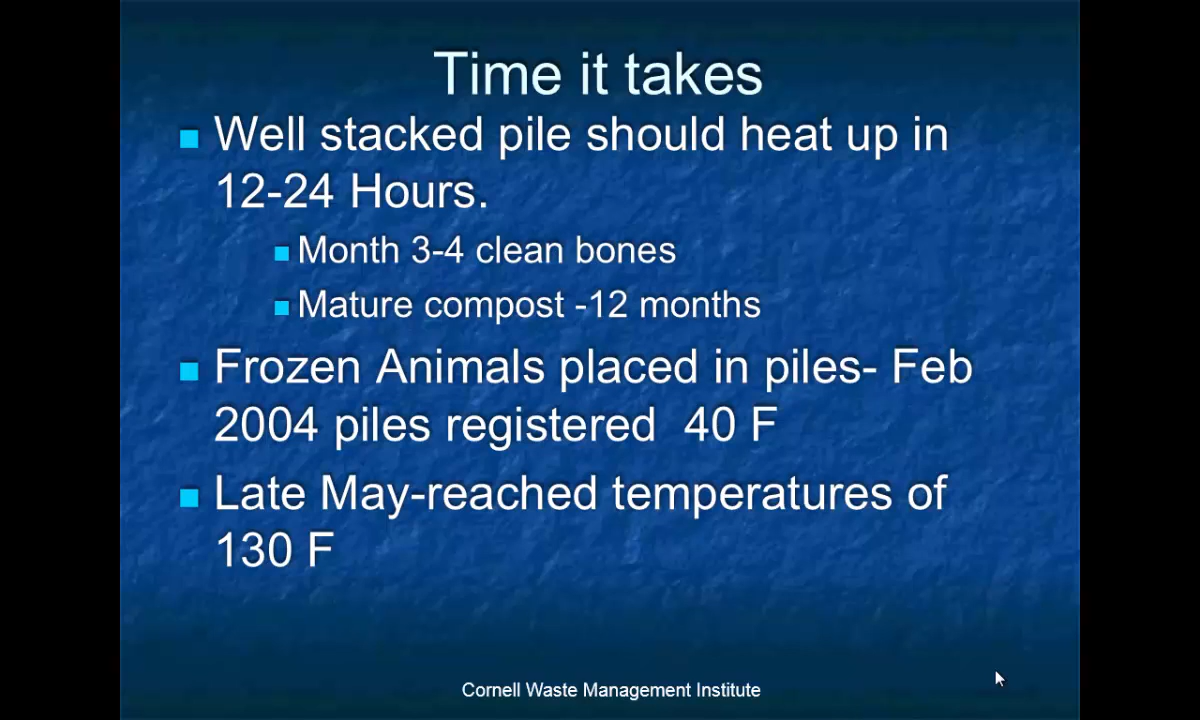 Time it takes
Well stacked pile should heat up in
12-24 Hours.
Month 3-4 clean bones
Mature compost -12 months
Frozen Animals placed in piles- Feb
2004 piles registered  40 F
Late May-reached temperatures of
130 F
Cornell Waste Management Institute